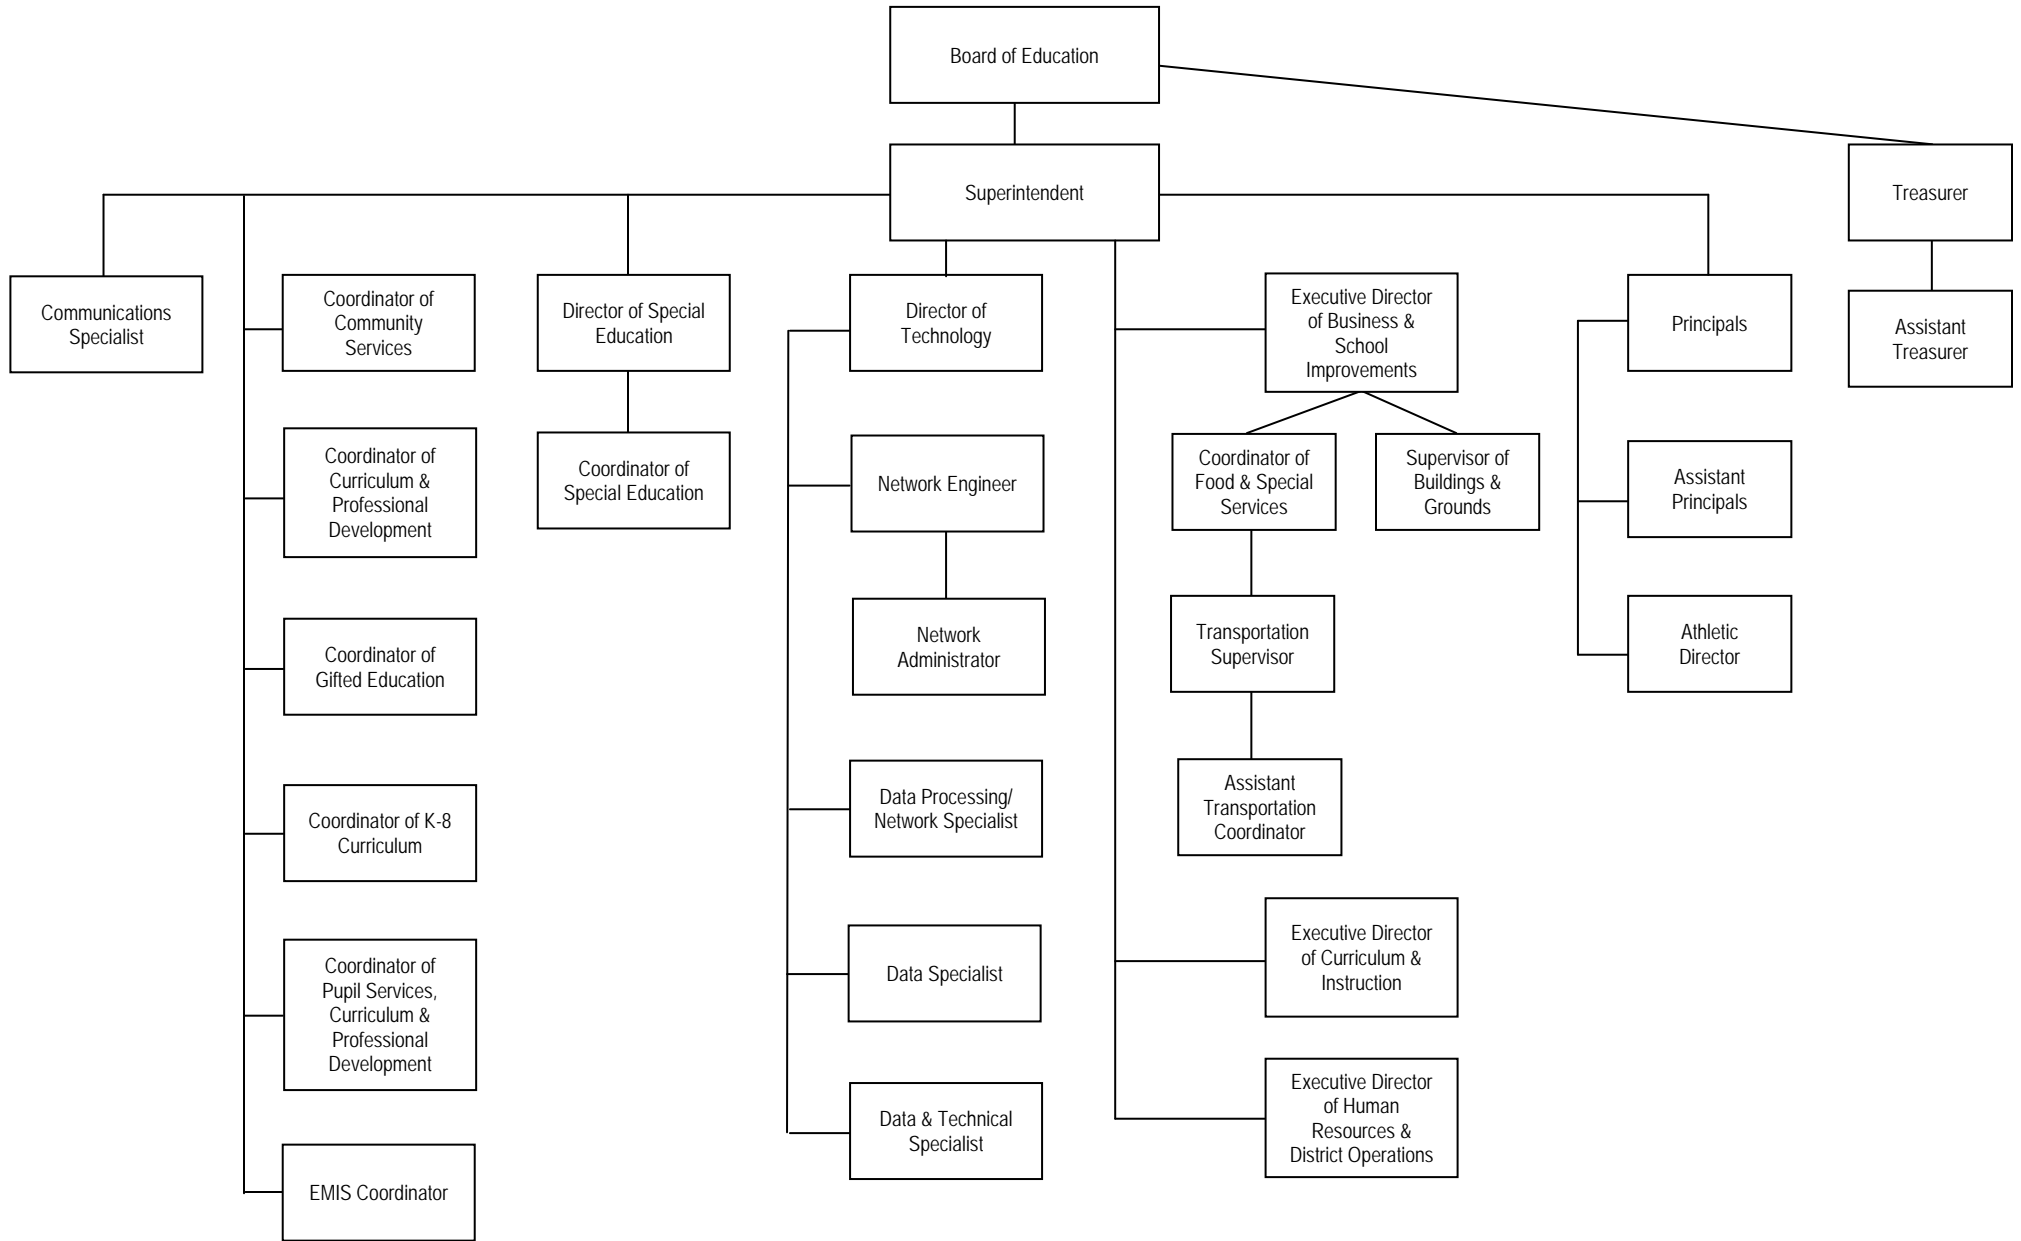 Board of Education
Superintendent
Treasurer
Communications
Specialist
Coordinator of
Community
Services
Director of Special
Education
Director of
Technology
Executive Director
of Business &
School
Improvements
Principals
Assistant
Treasurer
Coordinator of
Curriculum &
Professional
Development
Coordinator of
Special Education
Network Engineer
Coordinator of
Food & Special
Services
Supervisor of
Buildings &
Grounds
Assistant
Principals
Coordinator of
Gifted Education
Network
Administrator
Transportation
Supervisor
Athletic
Director
Coordinator of K-8
Curriculum
Data Processing/
Network Specialist
Assistant
Transportation
Coordinator
Coordinator of
Pupil Services,
Curriculum &
Professional
Development
Data Specialist
Executive Director
of Curriculum &
Instruction
EMIS Coordinator
Data & Technical
Specialist
Executive Director
of Human
Resources &
District Operations